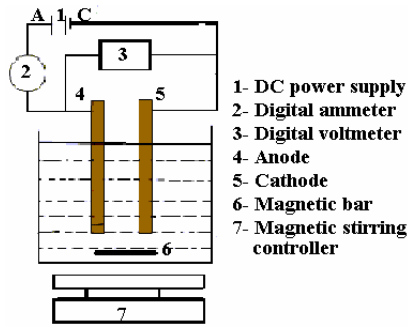 A 1 C
3
2
4 5
1- DC power supply
2- Digital ammeter
3- Digital voltmeter
4- Anode
5- Cathode
6- Magnetic bar
7- Magnetic stirring
controller
6
7